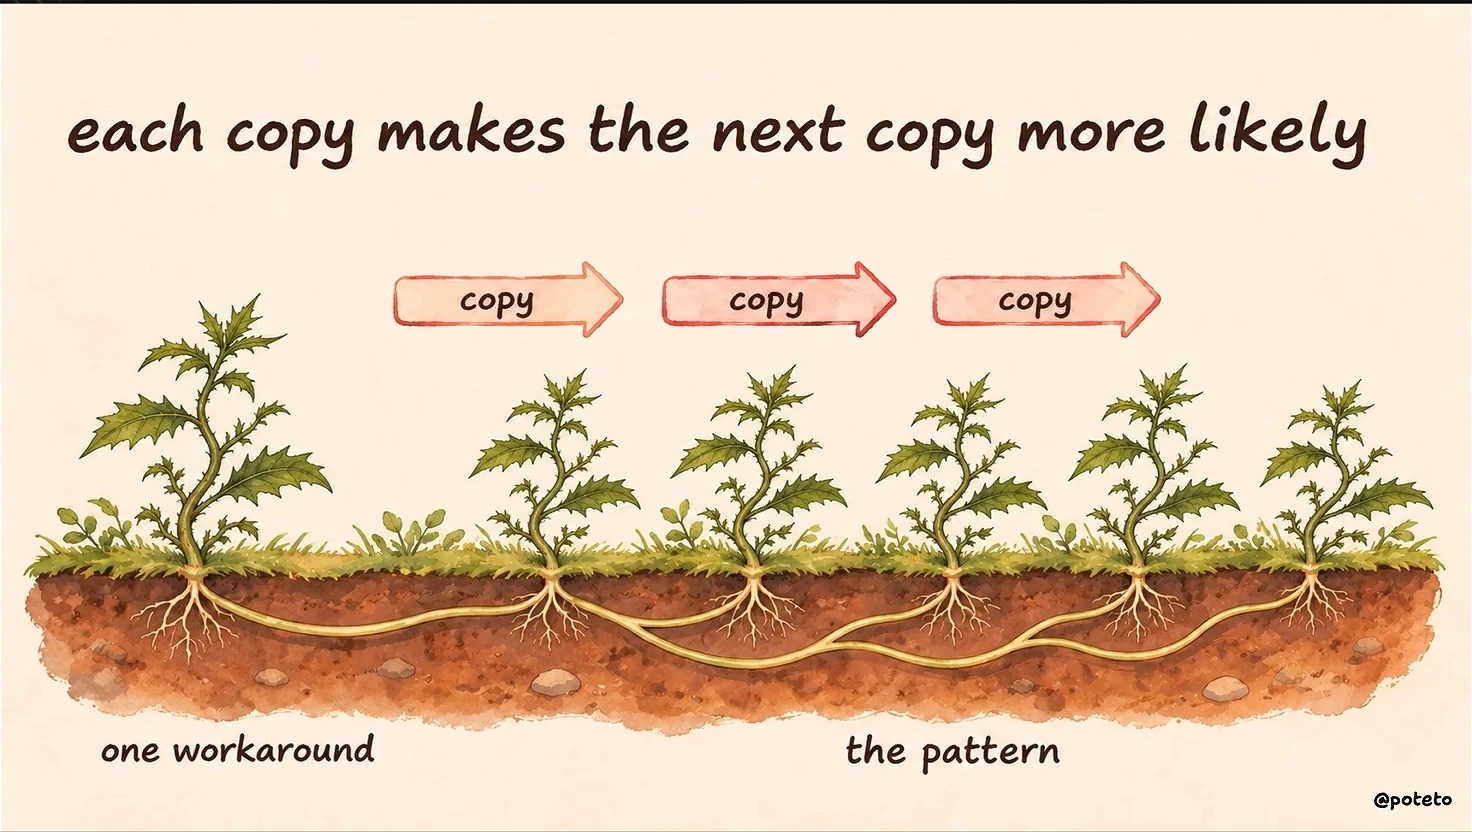 each copy makes the next copy more likely
copy
copy
copy
one workaround
the pattern
@poteto